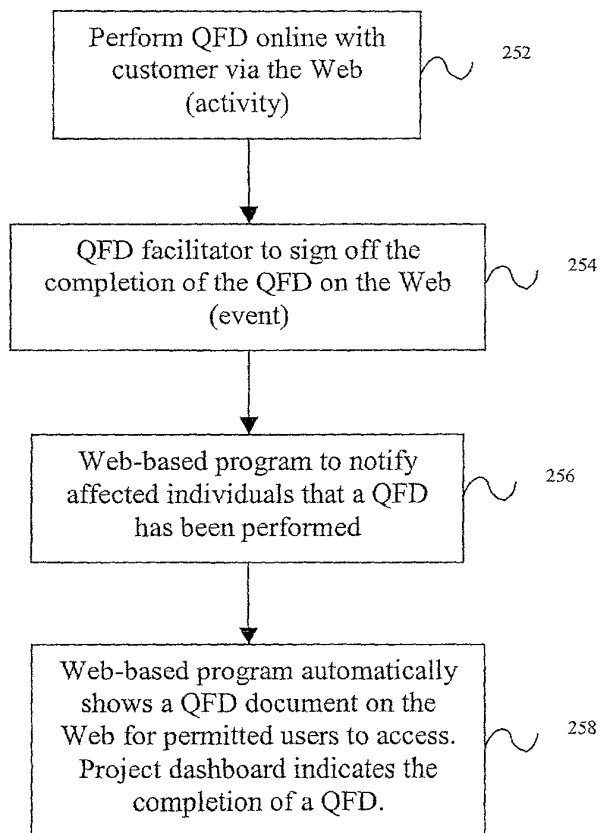 Perform QFD online with
customer via the Web
(activity)
252
QFD facilitator to sign off the
completion of the QFD on the Web
(event)
254
Web-based program to notify
affected individuals that a QFD
has been performed
256
Web-based program automatically
shows a QFD document on the
Web for permitted users to access.
Project dashboard indicates the
completion of a QFD.
258